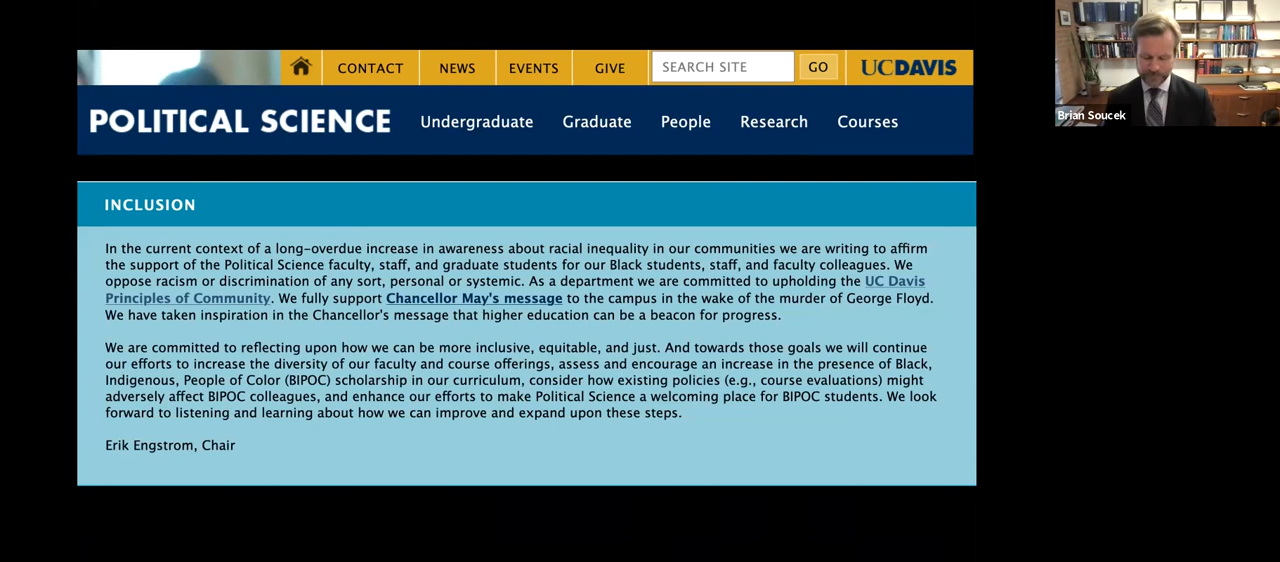 CONTACT
NEWS
EVENTS
GIVE
SEARCH SITE
GO
UCDAVIS
POLITICAL SCIENCE
Undergraduate
Graduate
People
Research
Courses
Brian Soucek
INCLUSION
In the current context of a long-overdue increase in awareness about racial inequality in our communities we are writing to affirm
the support of the Political Science faculty, staff, and graduate students for our Black students, staff, and faculty colleagues. We
oppose racism or discrimination of any sort, personal or systemic. As a department we are committed to upholding the UC Davis
Principles of Community. We fully support Chancellor May's message to the campus in the wake of the murder of George Floyd.
We have taken inspiration in the Chancellor's message that higher education can be a beacon for progress.
We are committed to reflecting upon how we can be more inclusive, equitable, and just. And towards those goals we will continue
our efforts to increase the diversity of our faculty and course offerings, assess and encourage an increase in the presence of Black,
Indigenous, People of Color (BIPOC) scholarship in our curriculum, consider how existing policies (e.g., course evaluations) might
adversely affect BIPOC colleagues, and enhance our efforts to make Political Science a welcoming place for BIPOC students. We look
forward to listening and learning about how we can improve and expand upon these steps.
Erik Engstrom, Chair